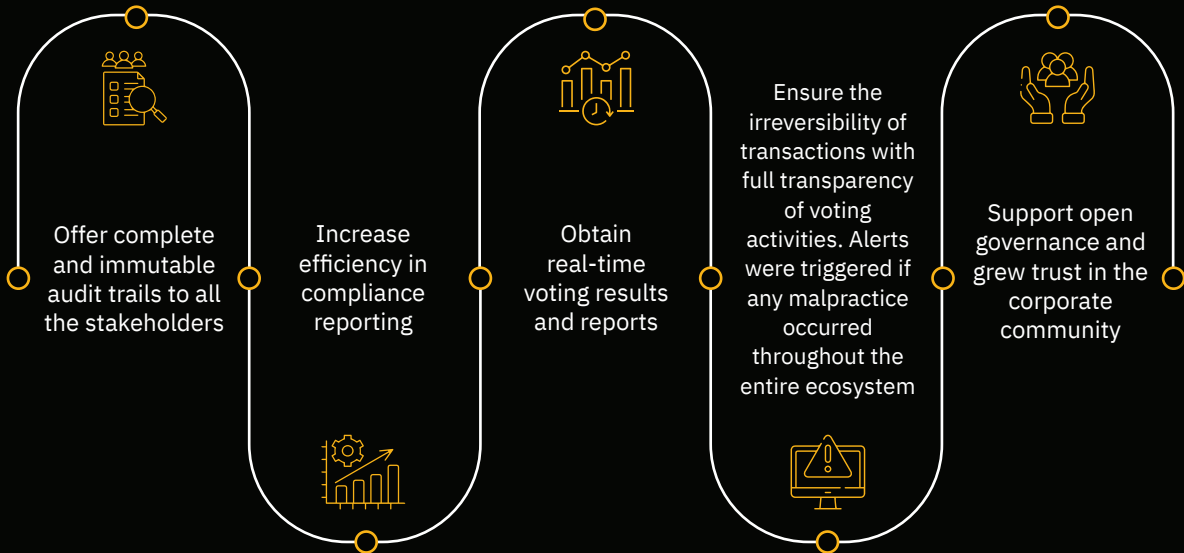 Offer complete
and immutable
audit trails to all
the stakeholders
Increase
efficiency in
compliance
reporting
Obtain
real-time
voting results
and reports
Ensure the
irreversibility of
transactions with
full transparency
of voting
activities. Alerts
were triggered if
any malpractice
occurred
throughout the
entire ecosystem
Support open
governance and
grew trust in the
corporate
community